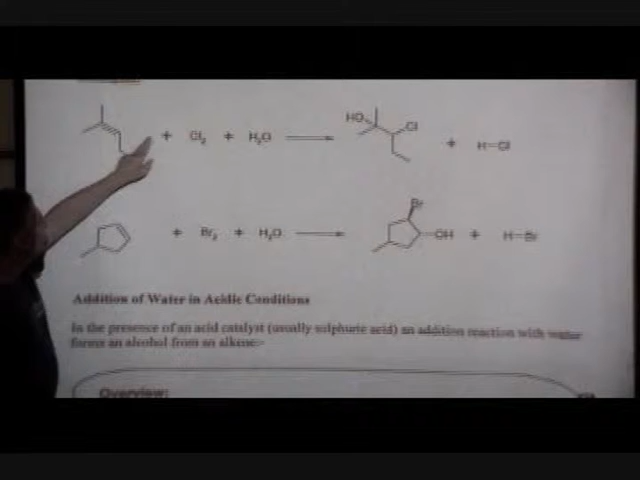 + Cl2 + H2O HO Cl + H-Cl
+ Br2 + H2O Br OH + H-Br
Addition of Water in Acidic Conditions
In the presence of an acid catalyst (usually sulphuric acid) an addition reaction with water
forms an alcohol from an alkene:-
Overview: